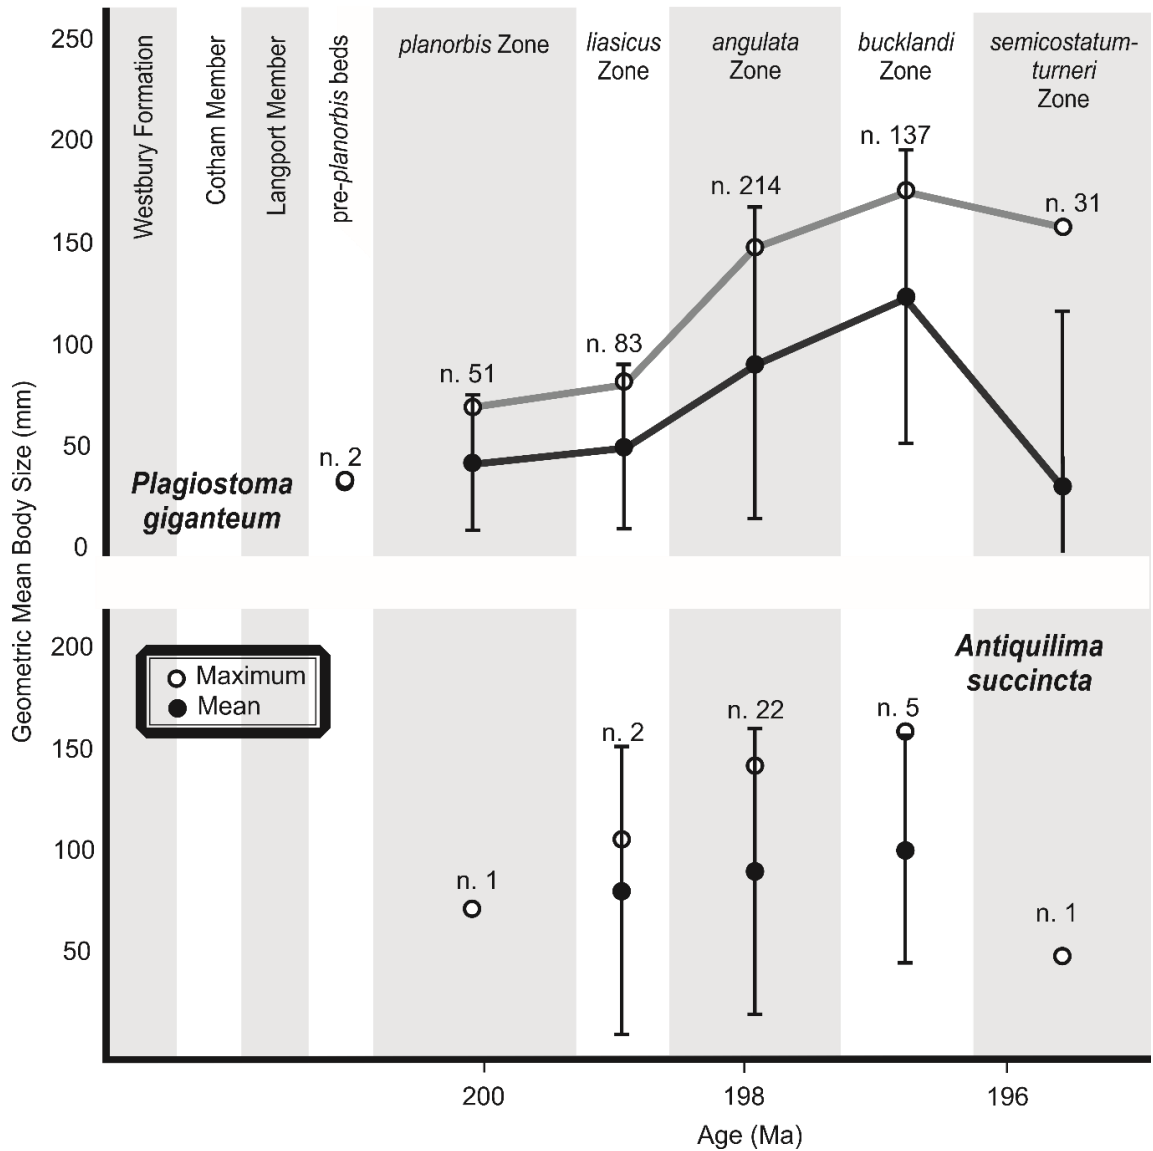 250
200
150
100
50
0
Westbury Formation
Cotham Member
Langport Member
pre-planorbis beds
planorbis Zone
liasicus
Zone
angulata
Zone
bucklandi
Zone
semicostatum-
turneri
Zone
n. 2
n. 51
n. 83
n. 214
n. 137
n. 31
Plagiostoma
giganteum
Geometric Mean Body Size (mm)
200
150
100
50
Maximum
Mean
Antiquilima
succincta
n. 1
n. 2
n. 22
n. 5
n. 1
200
198
196
Age (Ma)